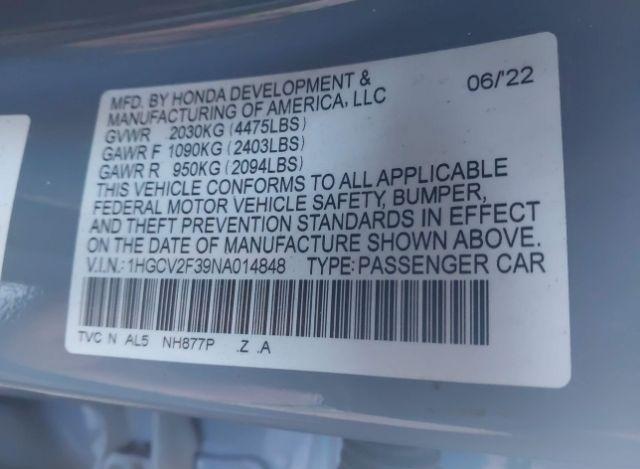 MFD. BY HONDA DEVELOPMENT & 06/'22
MANUFACTURING OF AMERICA, LLC
GVWR 2030KG (4475LBS)
GAWR F 1090KG (2403LBS)
GAWR R 950KG (2094LBS)
THIS VEHICLE CONFORMS TO ALL APPLICABLE
FEDERAL MOTOR VEHICLE SAFETY, BUMPER,
AND THEFT PREVENTION STANDARDS IN EFFECT
ON THE DATE OF MANUFACTURE SHOWN ABOVE.
V.I.N.: 1HGCV2F39NA014848 TYPE: PASSENGER CAR
TVC N AL5 NH877P .Z .A